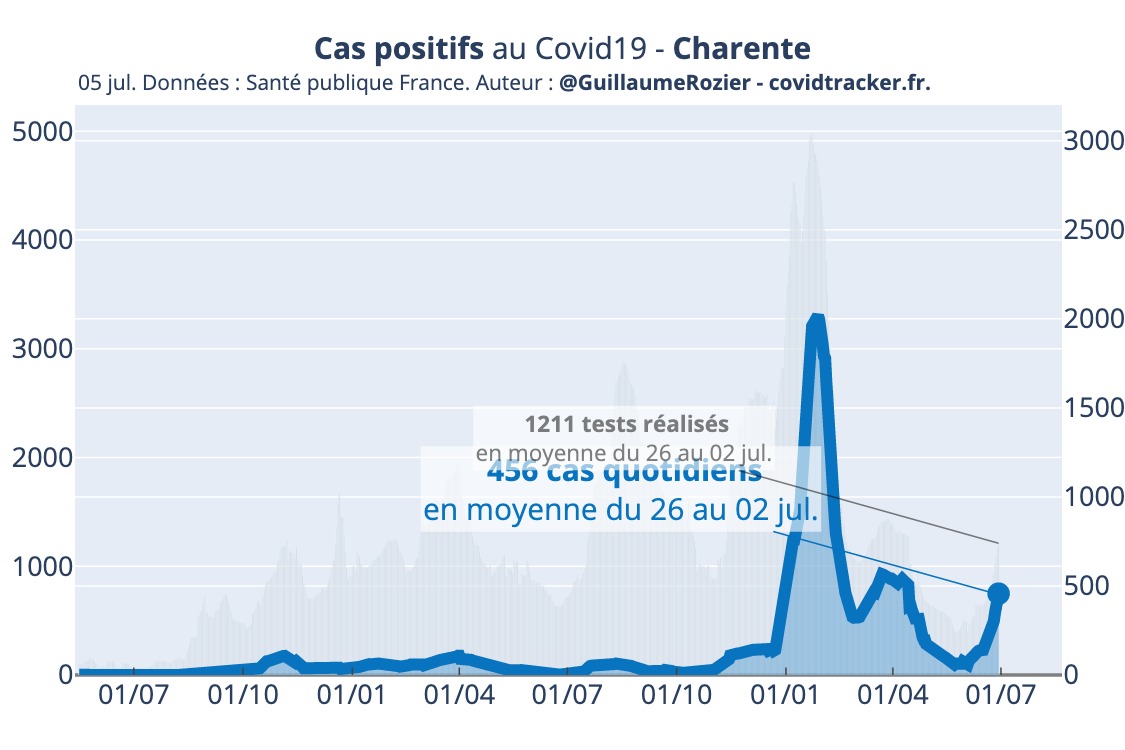 Cas positifs au Covid19 - Charente
05 jul. Données : Santé publique France. Auteur : @GuillaumeRozier - covidtracker.fr.
5000
4000
3000
2000
1000
0
3000
2500
2000
1500
1000
500
0
1211 tests réalisés
en moyenne du 26 au 02 jul.
456 cas quotidiens
en moyenne du 26 au 02 jul.
01/07 01/10 01/01 01/04 01/07 01/10 01/01 01/04 01/07